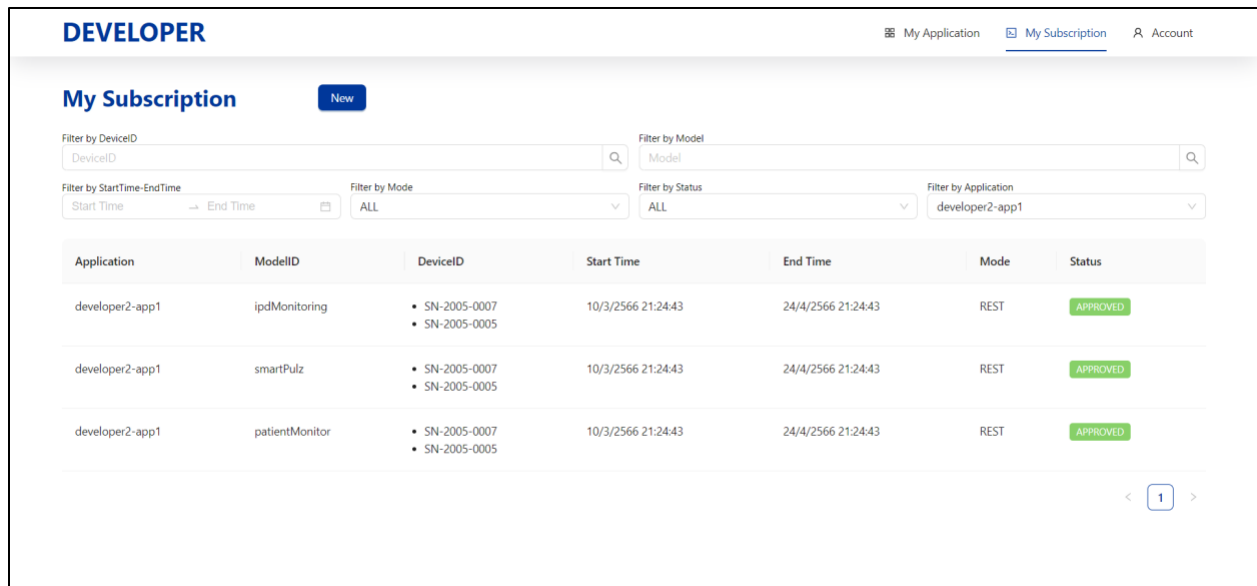 DEVELOPER
My Application
My Subscription
Account
My Subscription
New
Filter by DeviceID
Filter by Model
DeviceID
Model
Filter by StartTime-EndTime
Filter by Mode
Filter by Status
Filter by Application
Start Time → End Time
ALL
ALL
developer2-app1
Application ModelID DeviceID Start Time End Time Mode Status
developer2-app1 ipdMonitoring • SN-2005-0007 10/3/2566 21:24:43 24/4/2566 21:24:43 REST APPROVED
• SN-2005-0005
developer2-app1 smartPulz • SN-2005-0007 10/3/2566 21:24:43 24/4/2566 21:24:43 REST APPROVED
• SN-2005-0005
developer2-app1 patientMonitor • SN-2005-0007 10/3/2566 21:24:43 24/4/2566 21:24:43 REST APPROVED
• SN-2005-0005
< 1 >